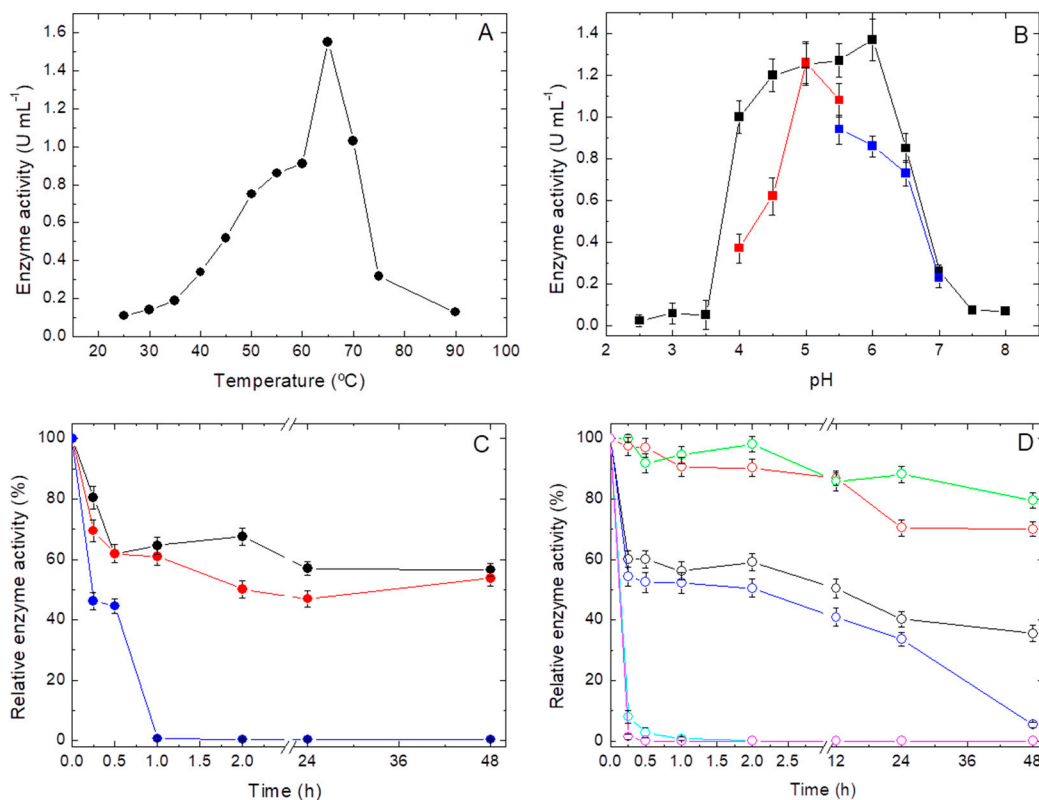 A
Enzyme activity (U mL⁻¹)
1.6
1.4
1.2
1.0
0.8
0.6
0.4
0.2
0.0
20 30 40 50 60 70 80 90 100
Temperature (ºC)
B
Enzyme activity (U mL⁻¹)
1.4
1.2
1.0
0.8
0.6
0.4
0.2
0.0
2 3 4 5 6 7 8
pH
C
Relative enzyme activity (%)
100
80
60
40
20
0
0.0 0.5 1.0 1.5 2.0 24 36 48
Time (h)
D
Relative enzyme activity (%)
100
80
60
40
20
0
0.0 0.5 1.0 1.5 2.0 2.5 12 24 36 48
Time (h)